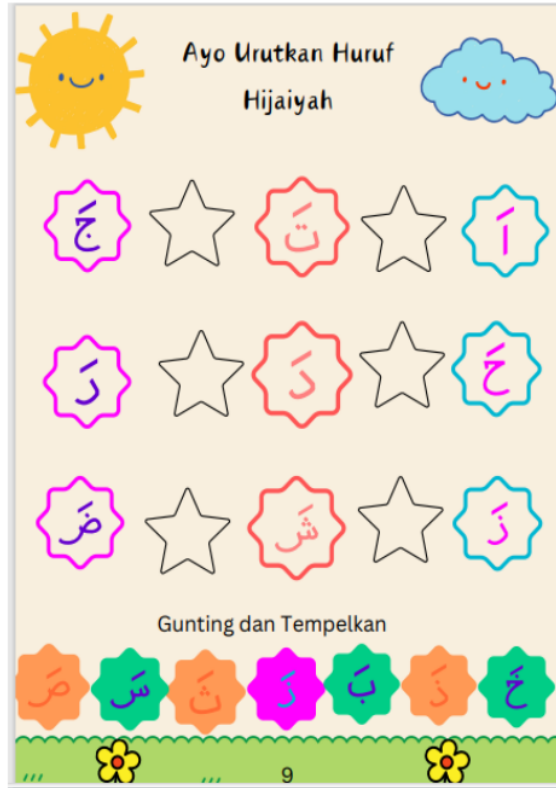 Ayo Urutkan Huruf
Hijaiyah
اَ تَ جَ
حَ دَ رَ
زَ شَ ضَ
Gunting dan Tempelkan
خَ ذَ بَ زَ ثَ سَ صَ
9